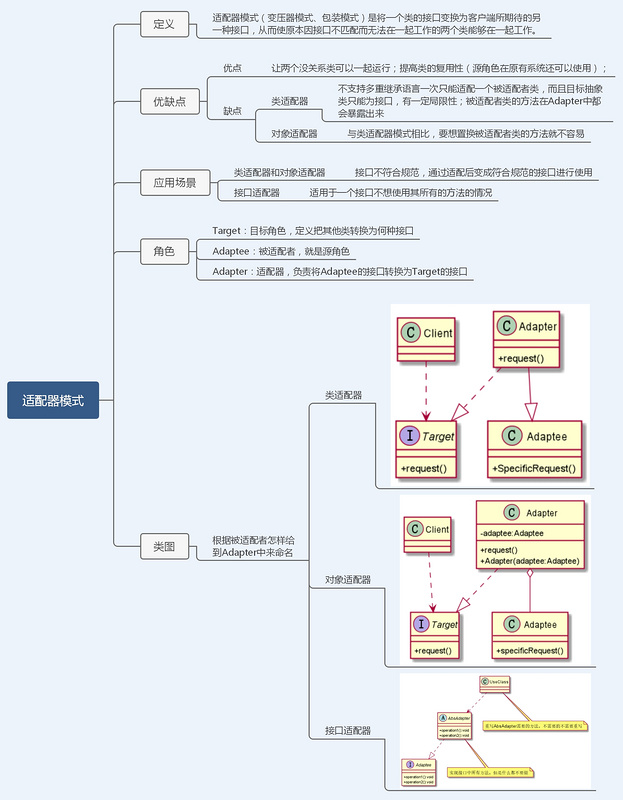 适配器模式
定义
适配器模式（变压器模式、包装模式）是将一个类的接口变换为客户端所期待的另
一种接口，从而使原本因接口不匹配而无法在一起工作的两个类能够在一起工作。
优缺点
优点
让两个没关系类可以一起运行；提高类的复用性（源角色在原有系统还可以使用）；
缺点
类适配器
不支持多重继承语言一次只能适配一个被适配者类，而且目标抽象
类只能为接口，有一定局限性；被适配者类的方法在Adapter中都
会暴露出来
对象适配器
与类适配器模式相比，要想置换被适配者类的方法就不容易
应用场景
类适配器和对象适配器
接口不符合规范，通过适配后变成符合规范的接口进行使用
接口适配器
适用于一个接口不想使用其所有的方法的情况
角色
Target：目标角色，定义把其他类转换为何种接口
Adaptee：被适配者，就是源角色
Adapter：适配器，负责将Adaptee的接口转换为Target的接口
类图
根据被适配者怎样给
到Adapter中来命名
类适配器
C Client
C Adapter
+request()
I Target
+request()
C Adaptee
+SpecificRequest()
对象适配器
C Client
C Adapter
-adaptee:Adaptee
+request()
+Adapter(adaptee:Adaptee)
I Target
+request()
C Adaptee
+specificRequest()
接口适配器
C UseClass
A AbsAdapter
+operation1():void
+operation2():void
I Adaptee
+operation1():void
+operation2():void